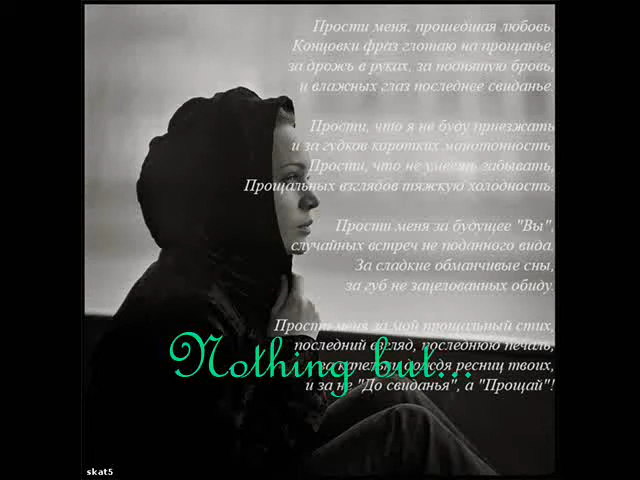 Прости меня, прошедшая любовь.
Концовки фраз глотаю на прощанье,
за дрожь в руках, за поднятую бровь,
и влажных глаз последнее свиданье.
Прости, что я не буду приезжать
и за гудков коротких монотонность.
Прости, что не уметь забывать,
Прощальных взглядов тяжкую холодность.
Прости меня за будущее "Вы",
случайных встреч не поданного вида.
За сладкие обманчивые сны,
за губ не зацелованных обиду.
Прости меня за мой прощальный стих,
последний взгляд, последнюю печаль,
Nothing but...
дождя ресниц твоих,
и за не "До свиданья", а "Прощай"!
skat5